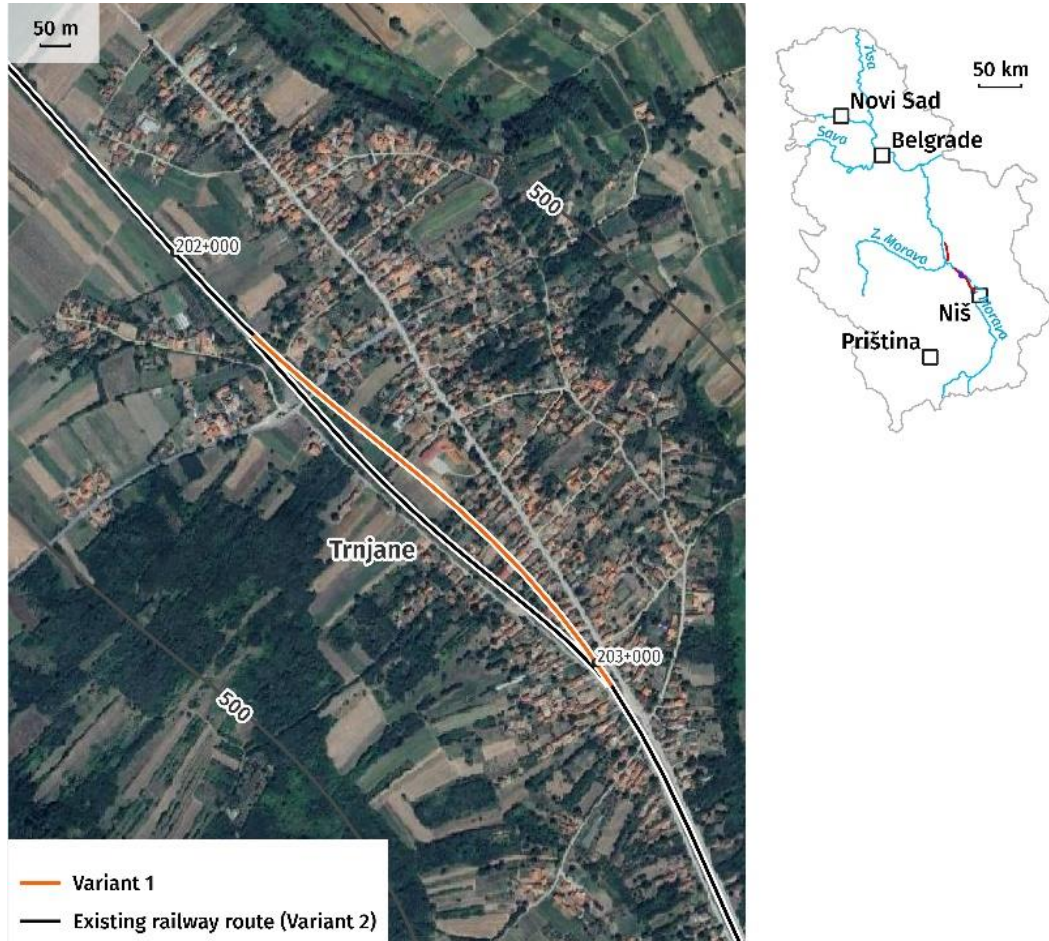 50 m
500
202+000
Trnjane
203+000
500
Variant 1
Existing railway route (Variant 2)
Tisa
50 km
Novi Sad
Sava
Belgrade
Z. Morava
Niš
Morava
Priština